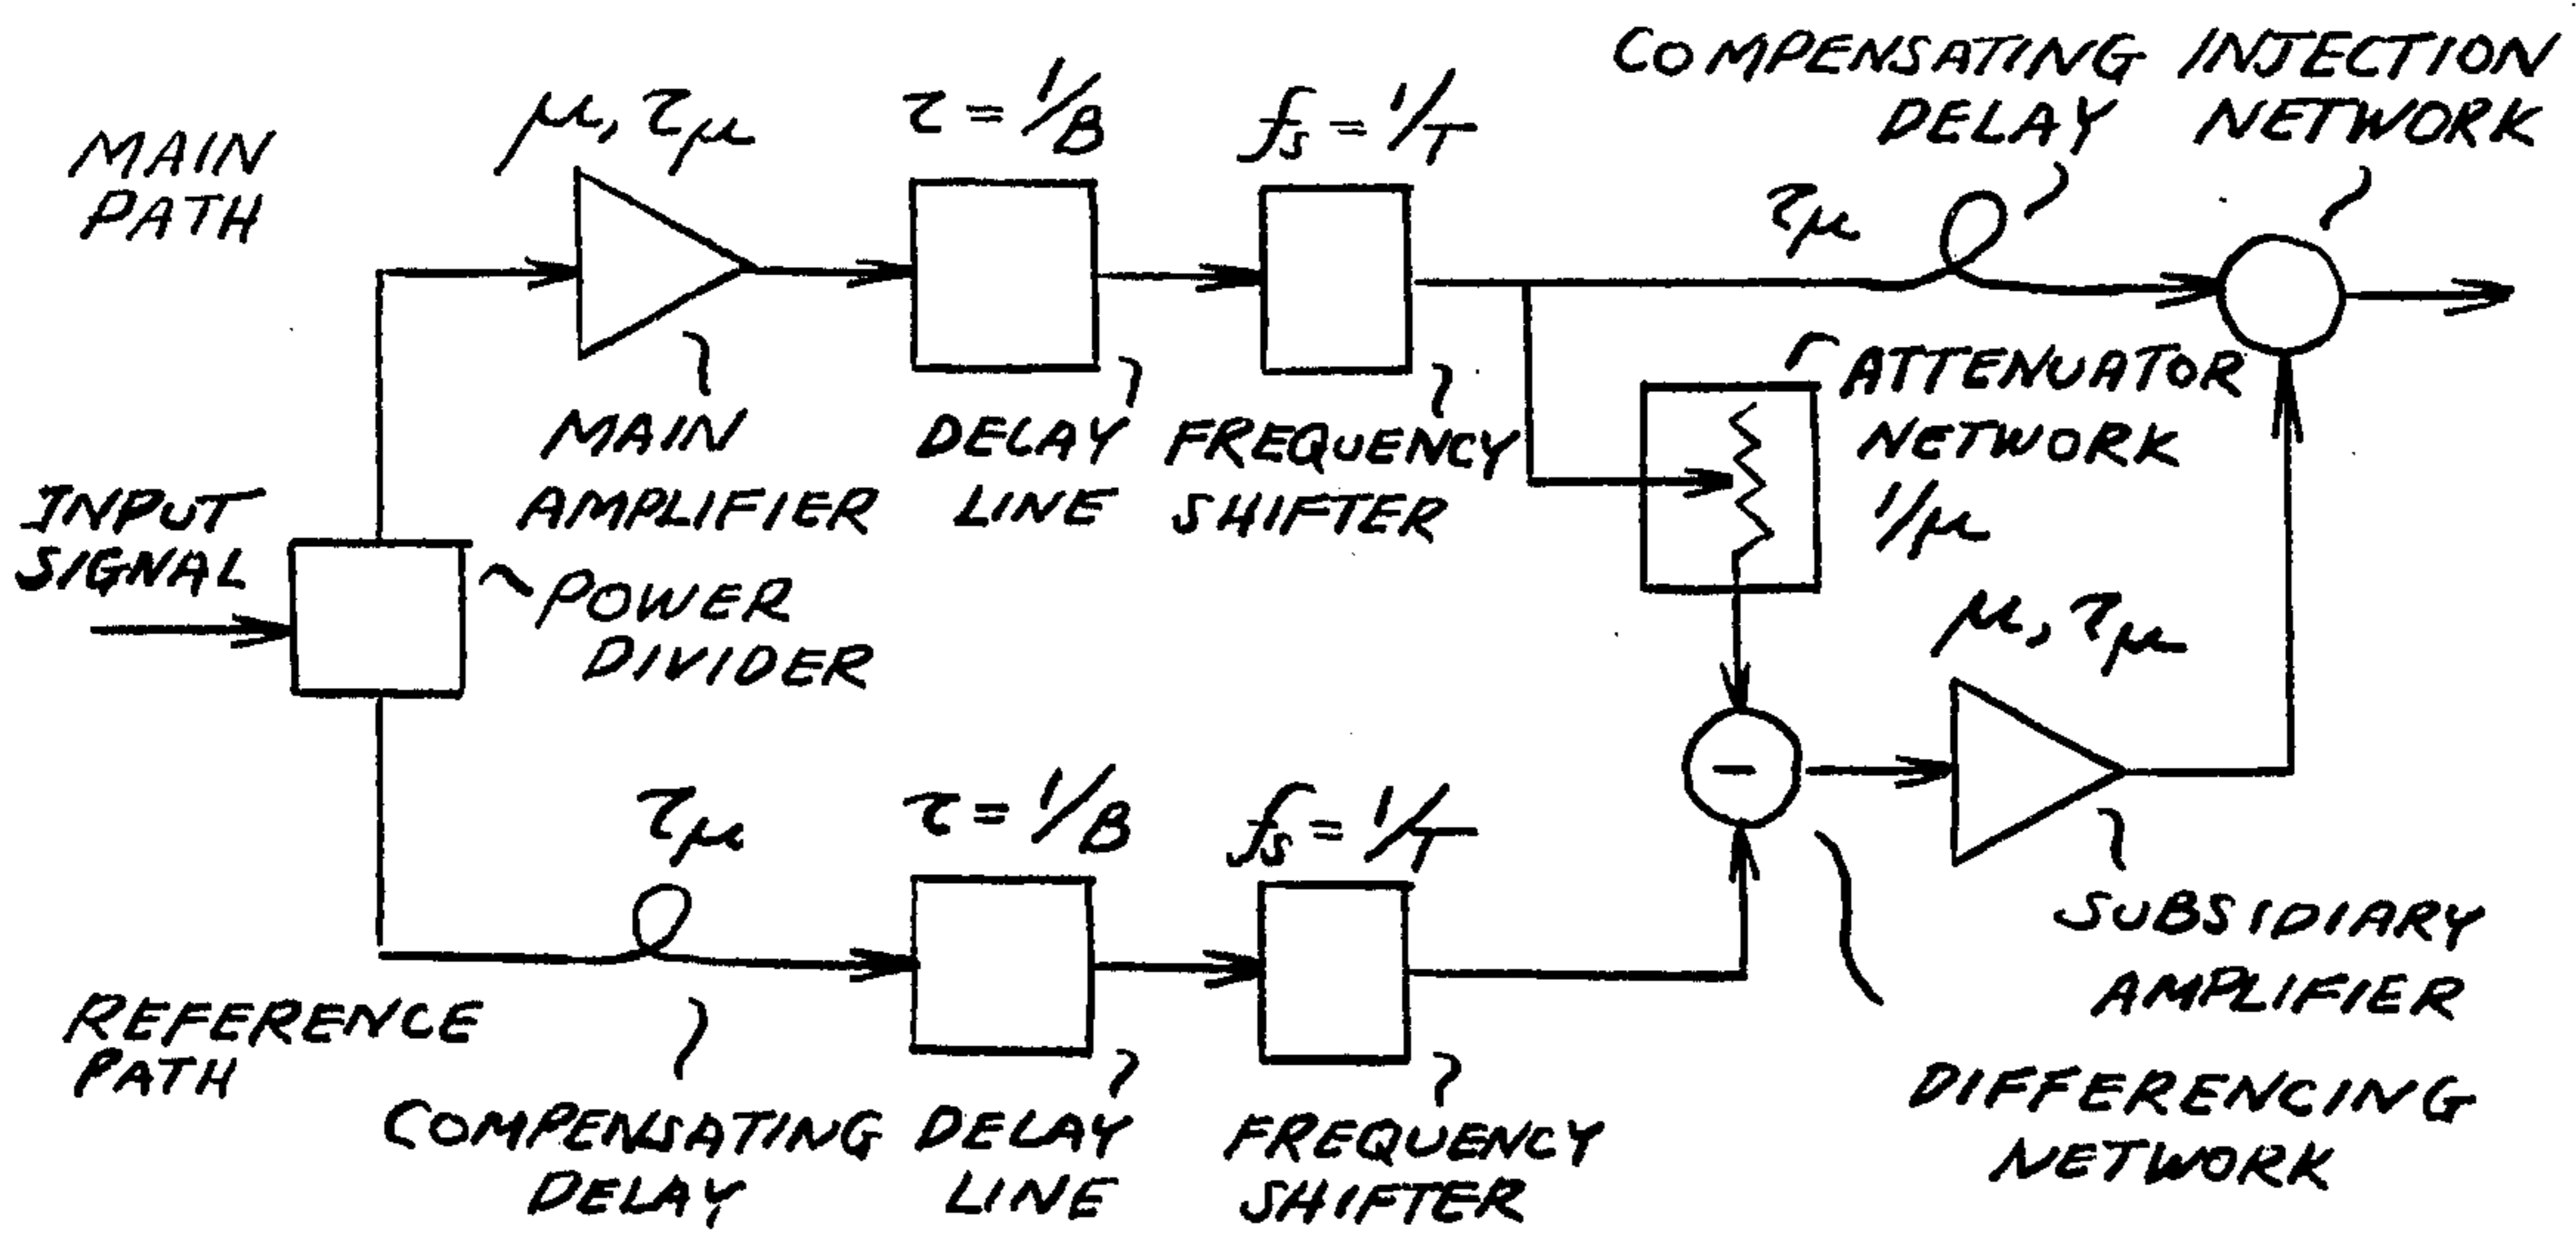 MAIN
PATH
μ, τμ
τ = 1/B
fs = 1/T
COMPENSATING
DELAY
INJECTION
NETWORK
τμ
MAIN
AMPLIFIER
DELAY
LINE
FREQUENCY
SHIFTER
ATTENUATOR
NETWORK
1/μ
INPUT
SIGNAL
POWER
DIVIDER
μ, τμ
−
SUBSIDIARY
AMPLIFIER
DIFFERENCING
NETWORK
τμ
τ = 1/B
fs = 1/T
REFERENCE
PATH
COMPENSATING
DELAY
DELAY
LINE
FREQUENCY
SHIFTER